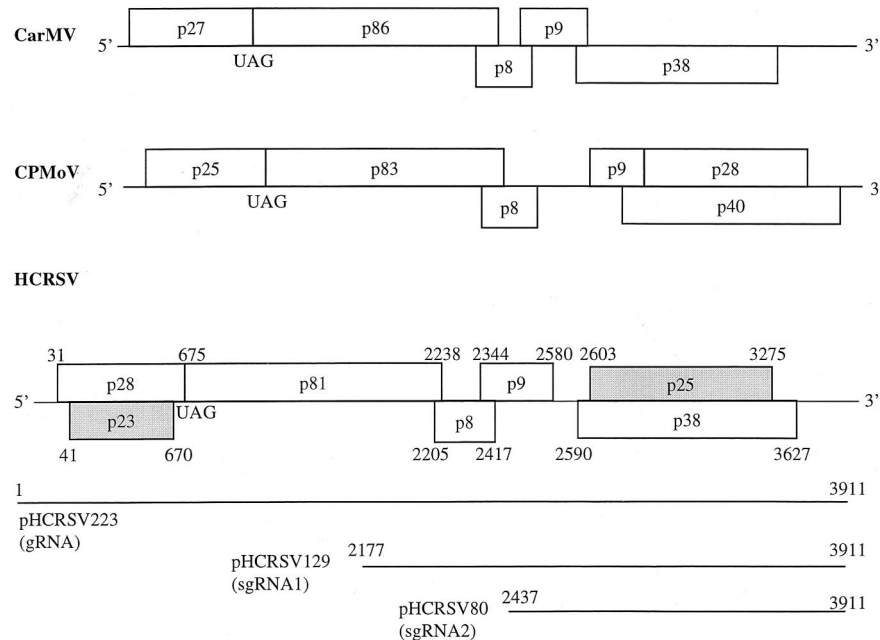 CarMV
5’ p27 p86 p9 3’
UAG p8 p38
CPMoV
5’ p25 p83 p9 p28 3
UAG p8 p40
HCRSV
31 675 2238 2344 2580 2603 3275
p28 p81 p9 p25
5’ 3’
p23 UAG p8 p38
41 670 2205 2417 2590 3627
1 3911
pHCRSV223
(gRNA)
2177 3911
pHCRSV129
(sgRNA1)
2437 3911
pHCRSV80
(sgRNA2)